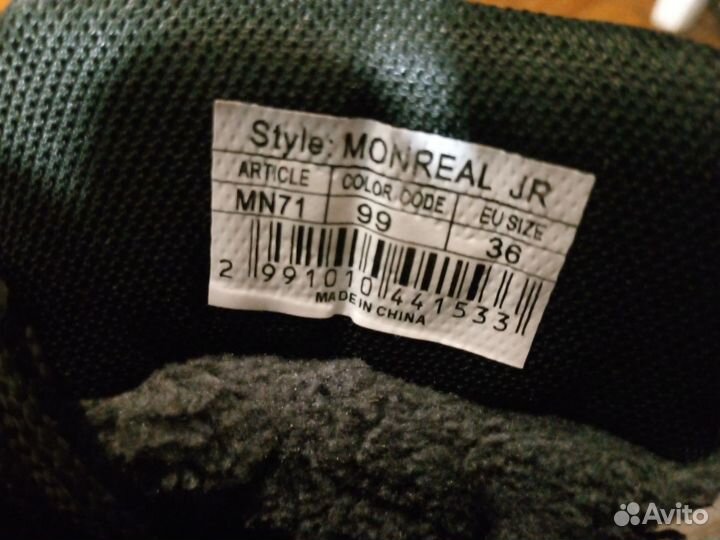 Style: MONREAL JR
ARTICLE COLOR CODE EU SIZE
MN71 99 36
2 991010 441533
MADE IN CHINA
Avito